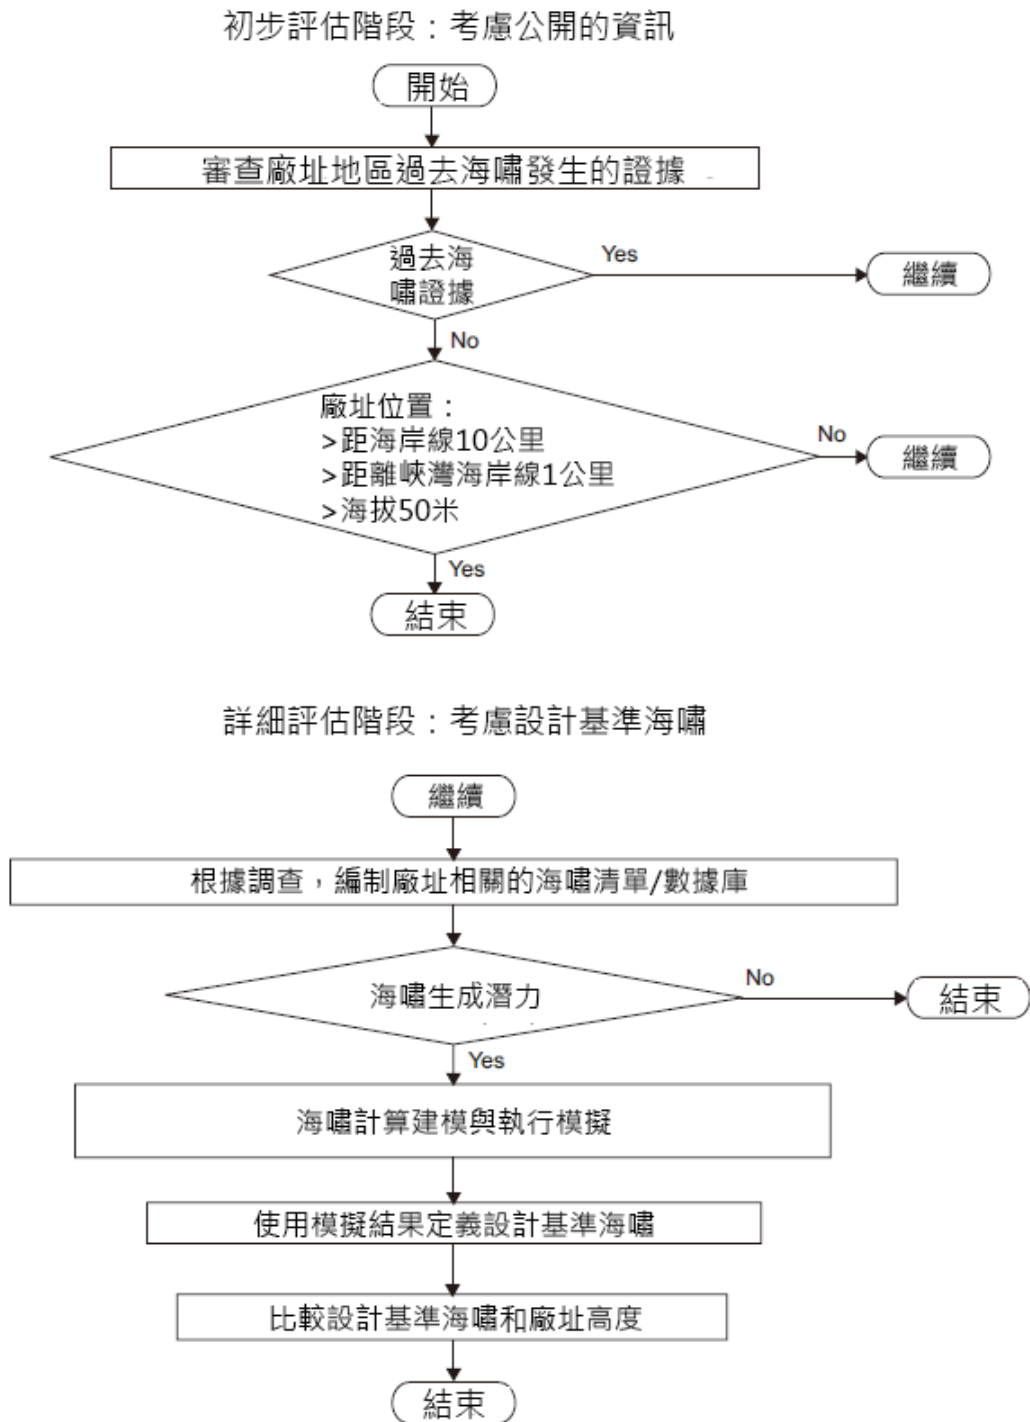 初步評估階段：考慮公開的資訊
開始
審查廠址地區過去海嘯發生的證據
過去海
嘯證據
Yes
繼續
No
廠址位置：
>距海岸線10公里
>距離峽灣海岸線1公里
>海拔50米
No
繼續
Yes
結束
詳細評估階段：考慮設計基準海嘯
繼續
根據調查，編制廠址相關的海嘯清單/數據庫
海嘯生成潛力
No
結束
Yes
海嘯計算建模與執行模擬
使用模擬結果定義設計基準海嘯
比較設計基準海嘯和廠址高度
結束